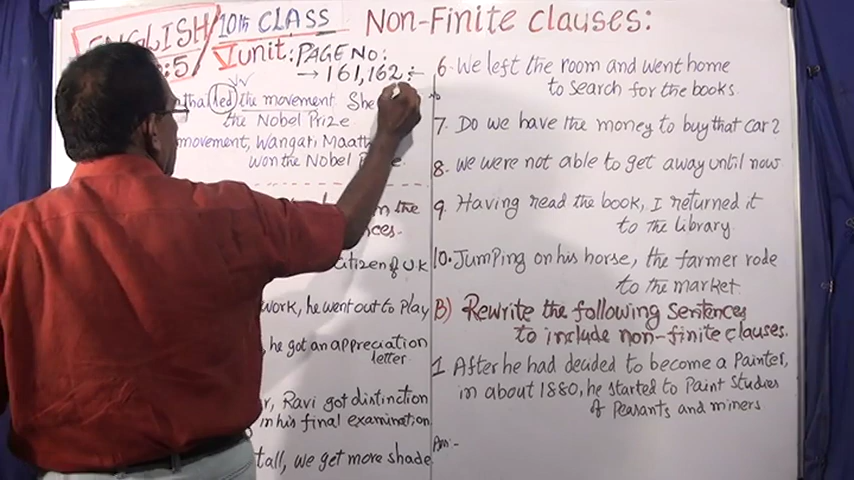 ENGLISH 10th CLASS Non-Finite clauses:
:5 V unit: PAGE NO:
→ 161,162 :-
the movement She
the Nobel Prize
movement, Wangari
won the Nobel
the
citizen of U.K
work, he went out to Play
, he got an appreciation
letter.
, Ravi got distinction
in his final examination
tall, we get more shade
6. We left the room and went home
to search for the books.
7. Do we have the money to buy that car?
8. we were not able to get away until now
9. Having read the book, I returned it
to the library.
10. Jumping on his horse, the farmer rode
to the market.
B) Rewrite the following sentences
to include non-finite clauses.
1 After he had decided to become a Painter,
in about 1880, he started to Paint Studies
of Peasants and miners
Ans:-